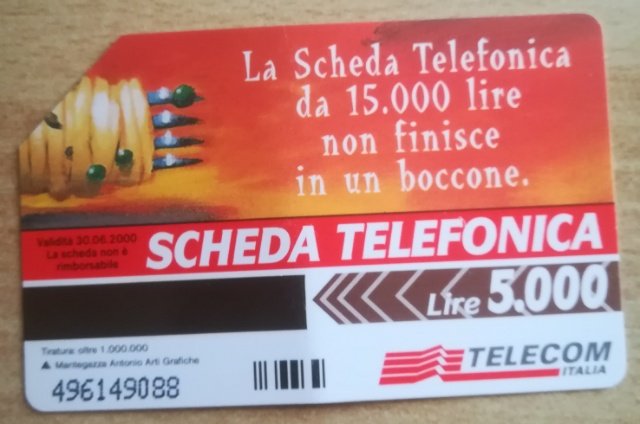 La Scheda Telefonica
da 15.000 lire
non finisce
in un boccone.
Validità 30.06.2000
La scheda non è
rimborsabile
SCHEDA TELEFONICA
Lire 5.000
Tiratura: oltre 1.000.000
Mantegazza Antonio Arti Grafiche
496149088
TELECOM
ITALIA